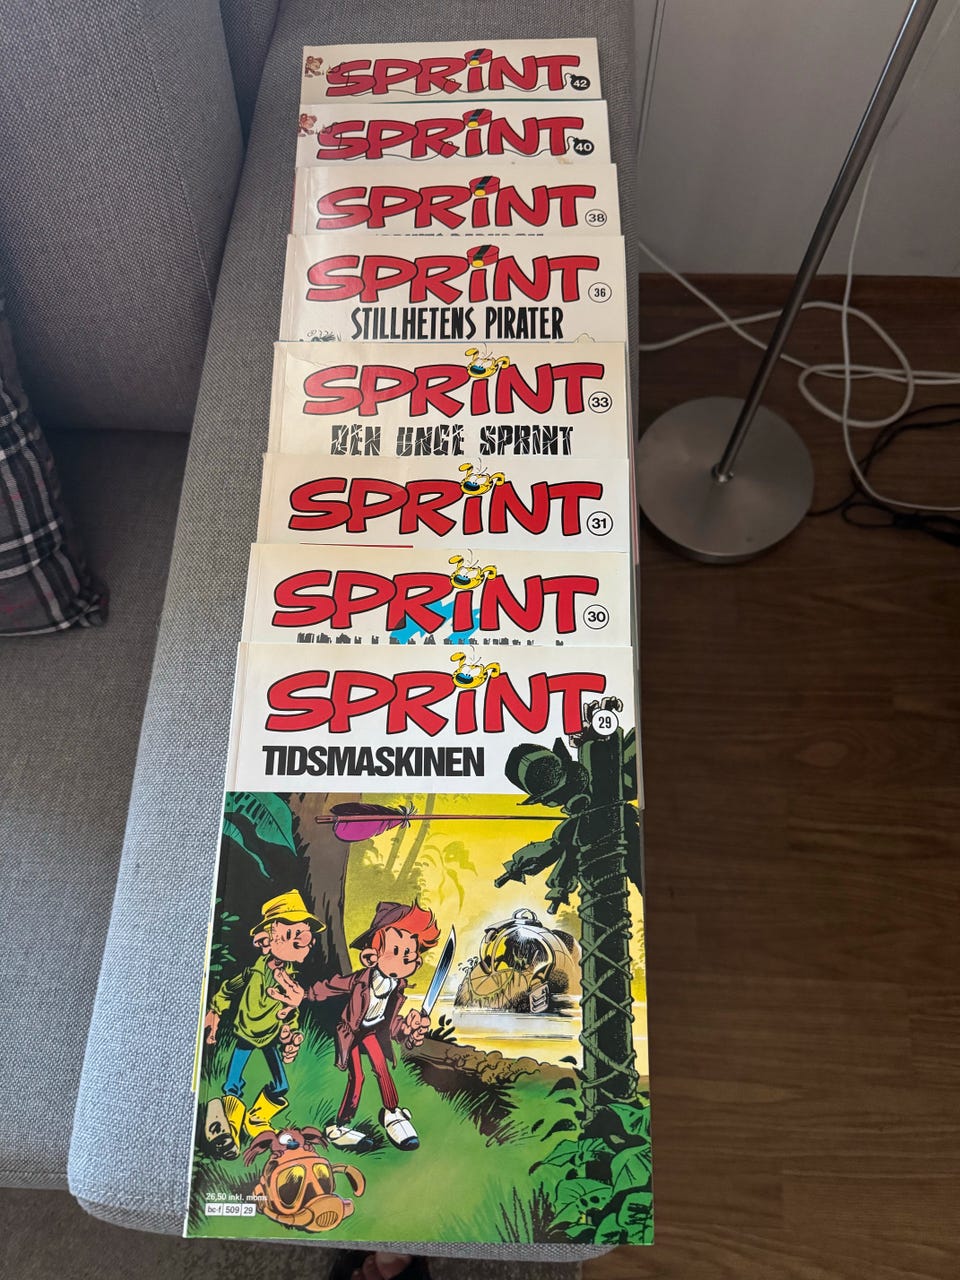 SPRINT
42
SPRINT
40
SPRINT
38
SPRINT
36
STILLHETENS PIRATER
SPRINT
33
DEN UNGE SPRINT
SPRINT
31
SPRINT
30
SPRINT
29
TIDSMASKINEN
26,50 inkl. moms
bc-f 509 29